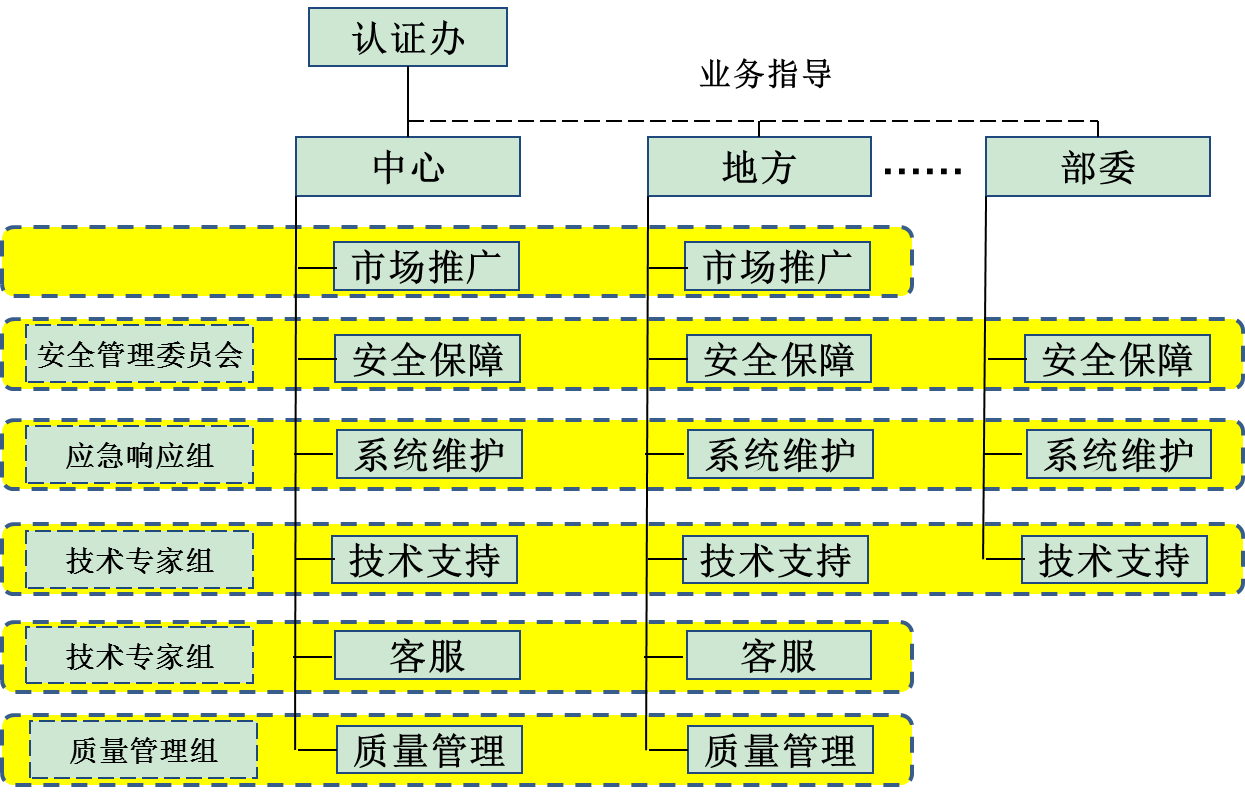 认证办
业务指导
中心
地方
……
部委
市场推广
市场推广
安全管理委员会
安全保障
安全保障
安全保障
应急响应组
系统维护
系统维护
系统维护
技术专家组
技术支持
技术支持
技术支持
技术专家组
客服
客服
质量管理组
质量管理
质量管理